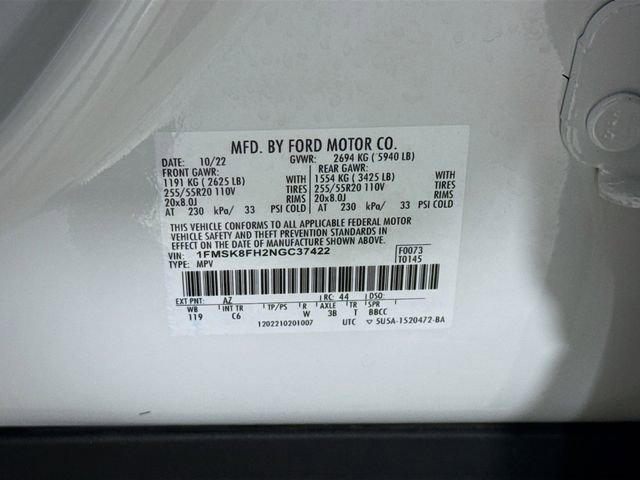 MFD. BY FORD MOTOR CO.
DATE: 10/22 GVWR: 2694 KG ( 5940 LB)
FRONT GAWR: REAR GAWR:
1191 KG ( 2625 LB) WITH 1554 KG ( 3425 LB) WITH
255/55R20 110V TIRES 255/55R20 110V TIRES
20x8.0J RIMS 20x8.0J RIMS
AT 230 kPa/ 33 PSI COLD AT 230 kPa/ 33 PSI COLD
THIS VEHICLE CONFORMS TO ALL APPLICABLE FEDERAL MOTOR
VEHICLE SAFETY AND THEFT PREVENTION STANDARDS IN
EFFECT ON THE DATE OF MANUFACTURE SHOWN ABOVE.
VIN: 1FMSK8FH2NGC37422 F0073
TYPE: MPV T0145
EXT PNT: AZ RC: 44 DSO:
WB INT TR TP/PS R AXLE TR SPR
119 C6 W 3B T BBCC
1202210201007 UTC ▽ 5USA-1520472-BA